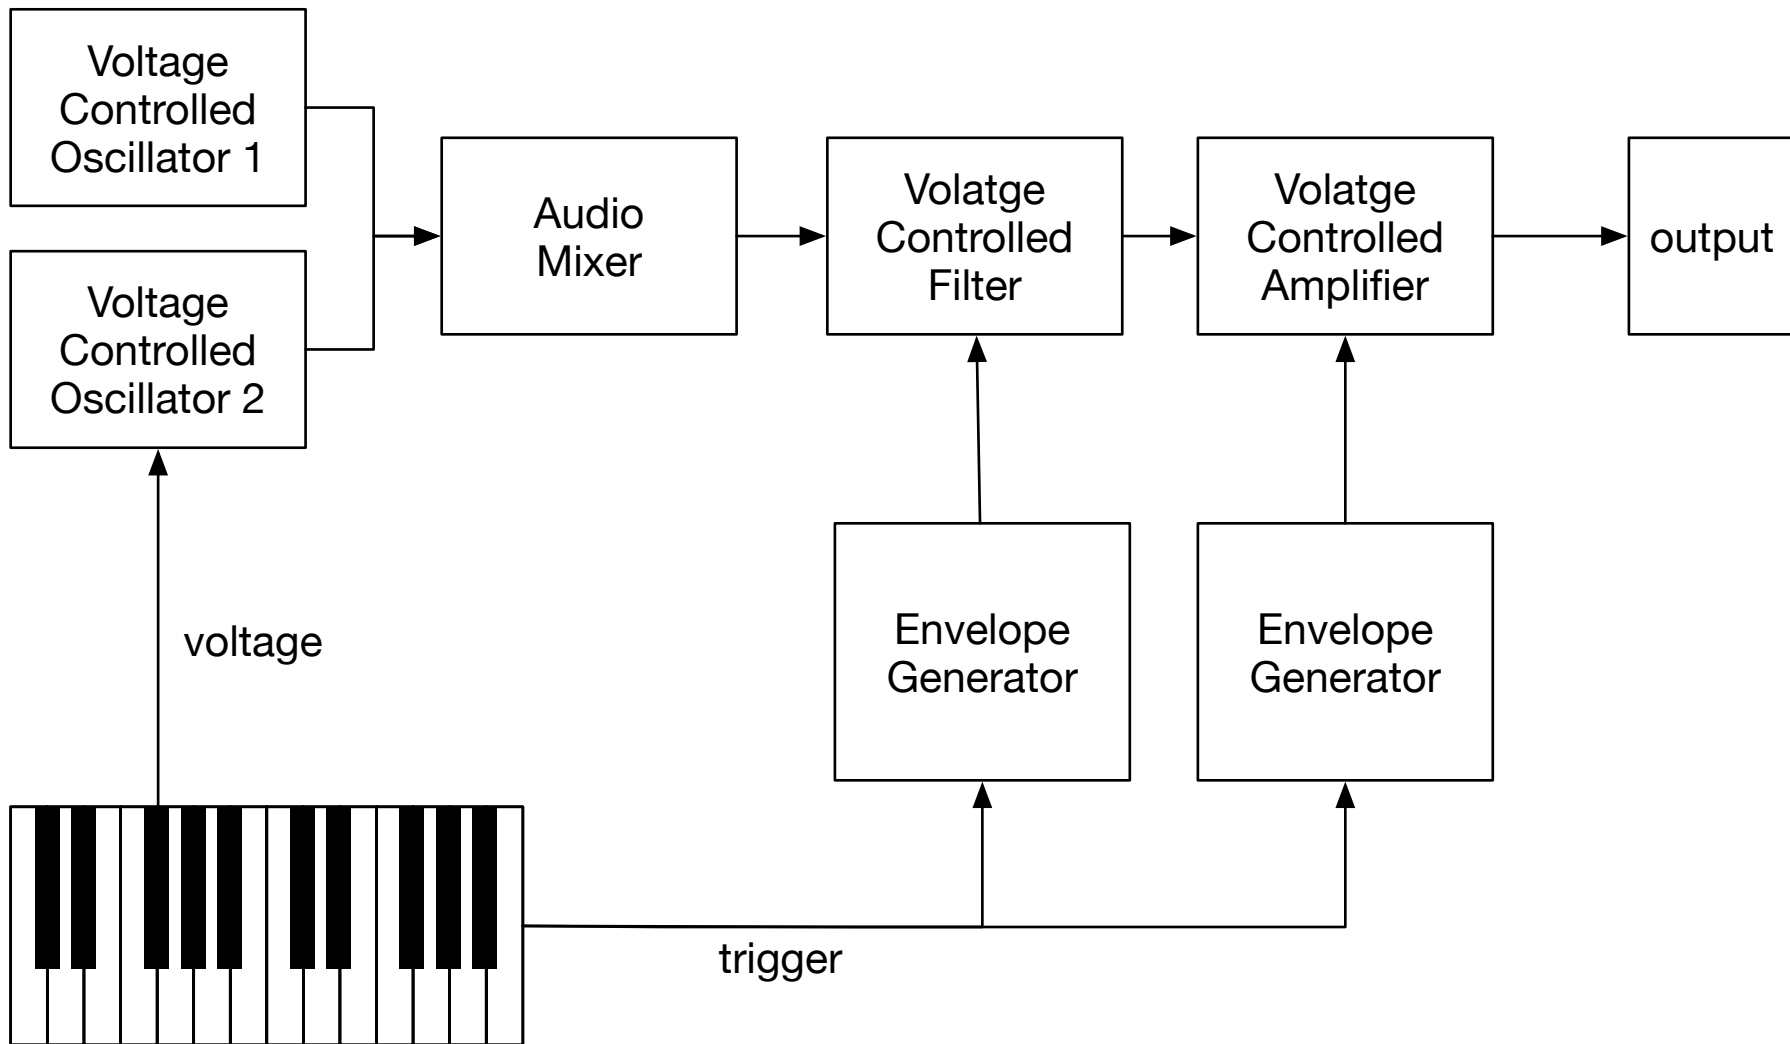 Voltage
Controlled
Oscillator 1
Voltage
Controlled
Oscillator 2
Audio
Mixer
Volatge
Controlled
Filter
Volatge
Controlled
Amplifier
output
voltage
Envelope
Generator
Envelope
Generator
trigger